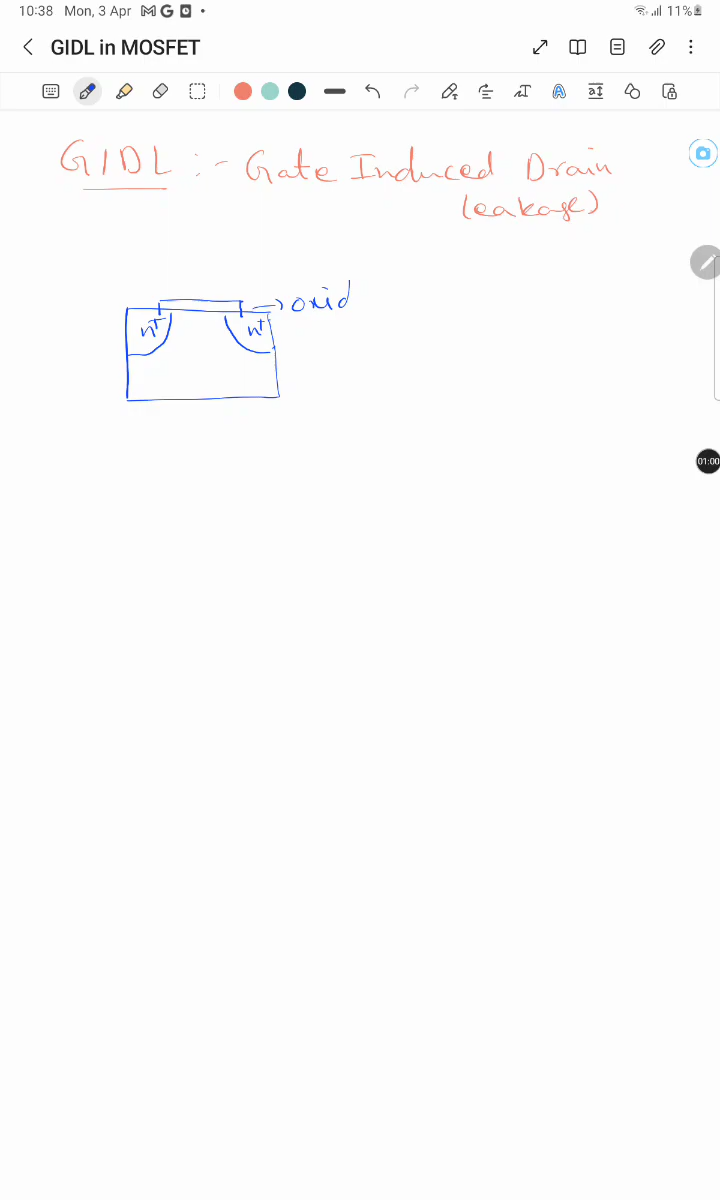 10:38 Mon, 3 Apr
11%
GIDL in MOSFET
GIDL :- Gate Induced Drain
Leakage)
→ oxid
n+ n+
01:00